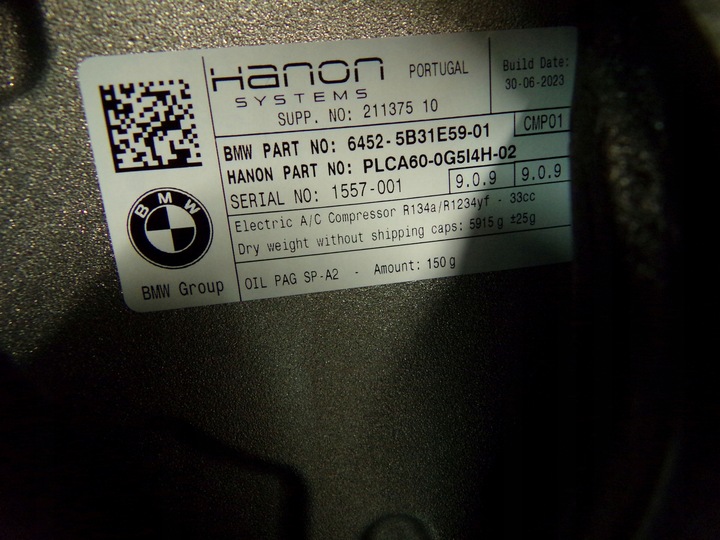 Hanon
SYSTEMS
PORTUGAL
SUPP. NO: 211375 10
Build Date:
30-06-2023
BMW PART NO: 6452-5B31E59-01
CMP01
HANON PART NO: PLCA60-0G5I4H-02
SERIAL NO: 1557-001
9.0.9
9.0.9
Electric A/C Compressor R134a/R1234yf - 33cc
Dry weight without shipping caps: 5915g ±25g
OIL PAG SP-A2 - Amount: 150g
BMW
BMW Group